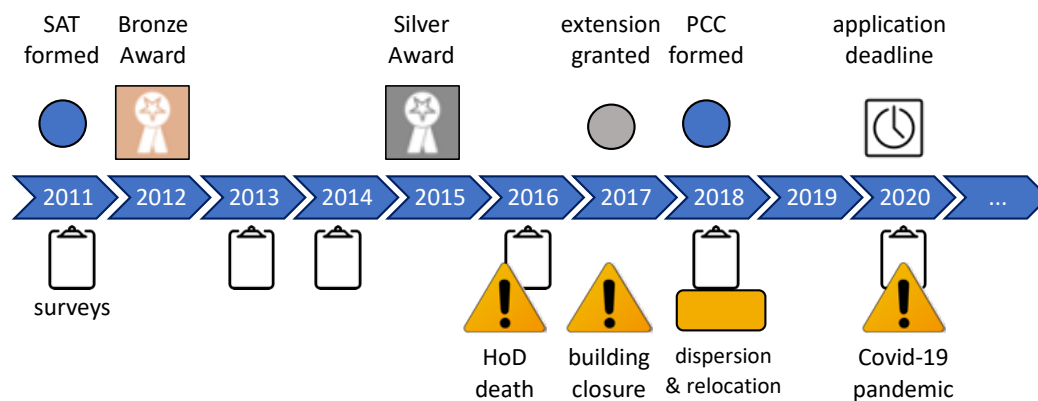 SAT
formed
Bronze
Award
Silver
Award
extension
granted
PCC
formed
application
deadline
2011
2012
2013
2014
2015
2016
2017
2018
2019
2020
...
surveys
HoD
death
building
closure
dispersion
& relocation
Covid-19
pandemic